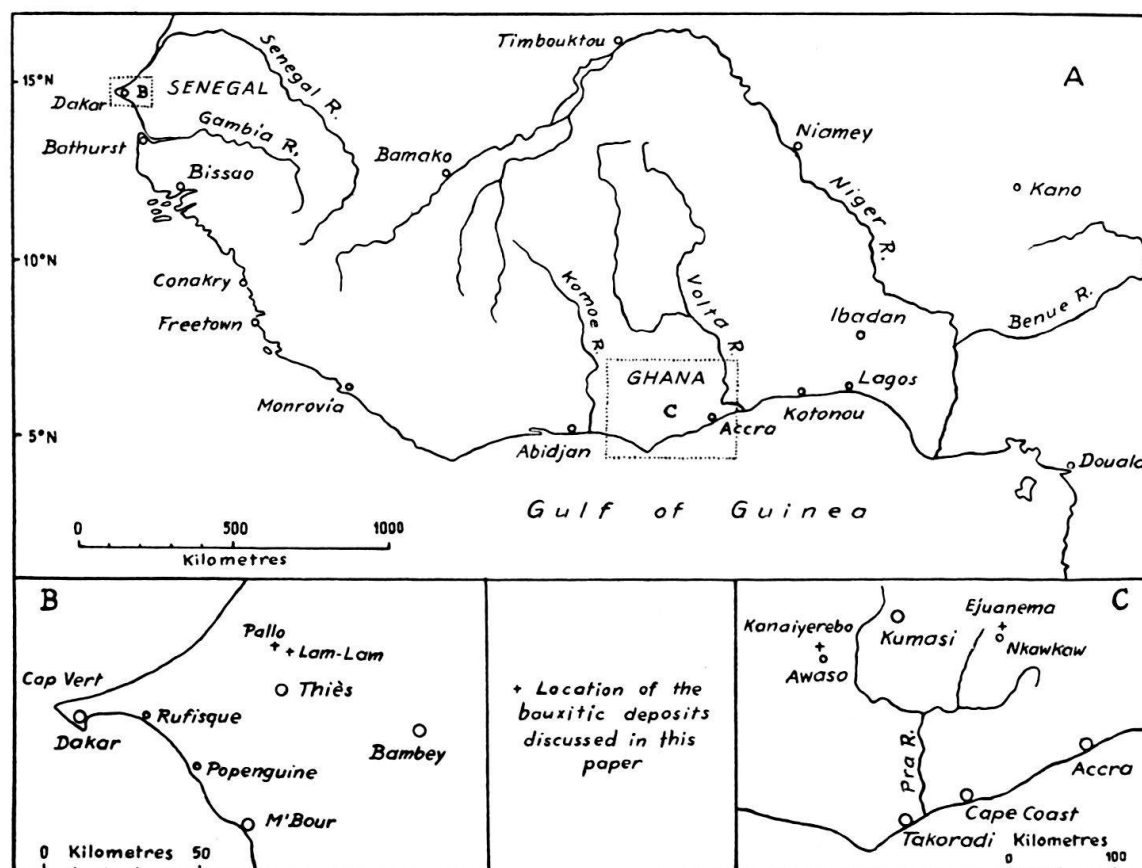 A
Timbouktou
Senegal R.
15°N
SENEGAL
B
Dakar
Gambia R.
Bathurst
Bamako
Niamey
Bissao
Niger R.
Kano
10°N
Conakry
Komoe R.
Volta R.
Benue R.
Freetown
Ibadan
GHANA
Lagos
Monrovia
C
Kotonou
5°N
Accra
Abidjan
Douala
Gulf of Guinea
0 500 1000
Kilometres
B
Pallo
Lam-Lam
Cap Vert
Thiès
Rufisque
Dakar
Bambey
Popenguine
M'Bour
0 Kilometres 50
+ Location of the
bauxitic deposits
discussed in this
paper
C
Ejuanema
Kanaiyerebo
Kumasi
Nkawkaw
Awaso
Pra R.
Accra
Cape Coast
Takoradi
Kilometres
0 100